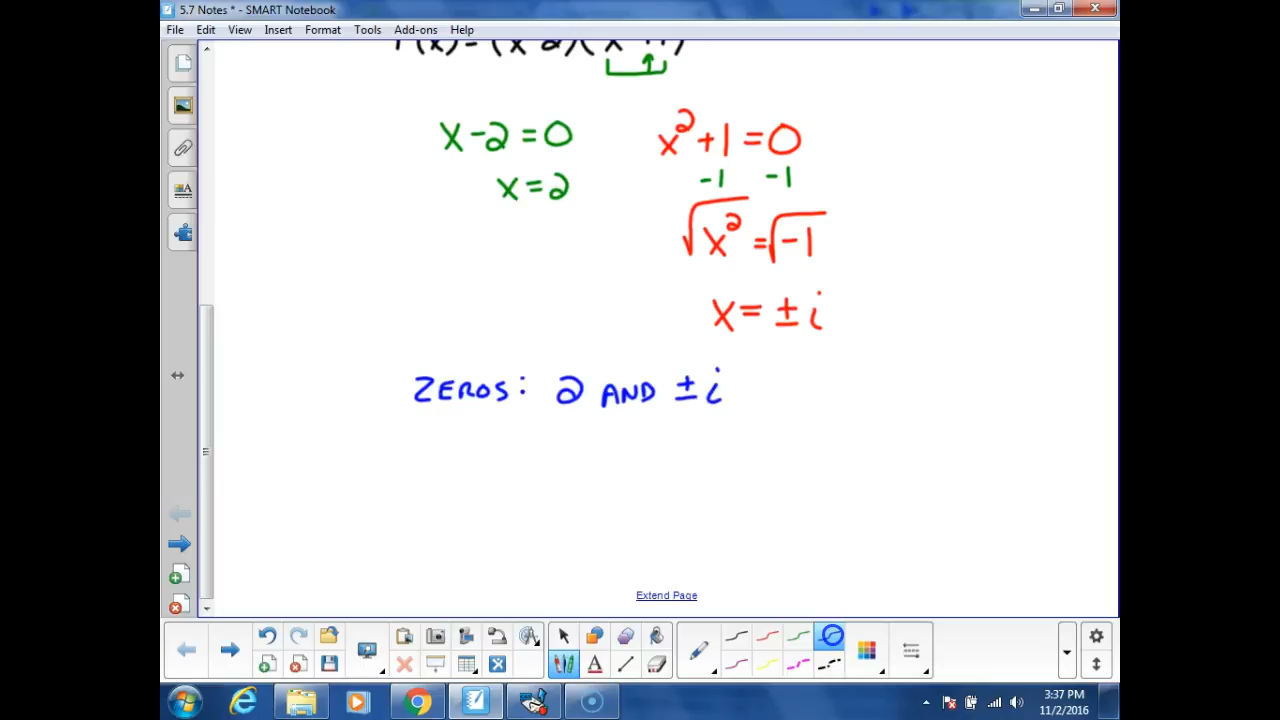 5.7 Notes * - SMART Notebook
File Edit View Insert Format Tools Add-ons Help
x-2=0 x²+1=0
-1 -1
x=2
√x² = √-1
x = ± i
ZEROS: 2 AND ± i
Extend Page
3:37 PM
11/2/2016